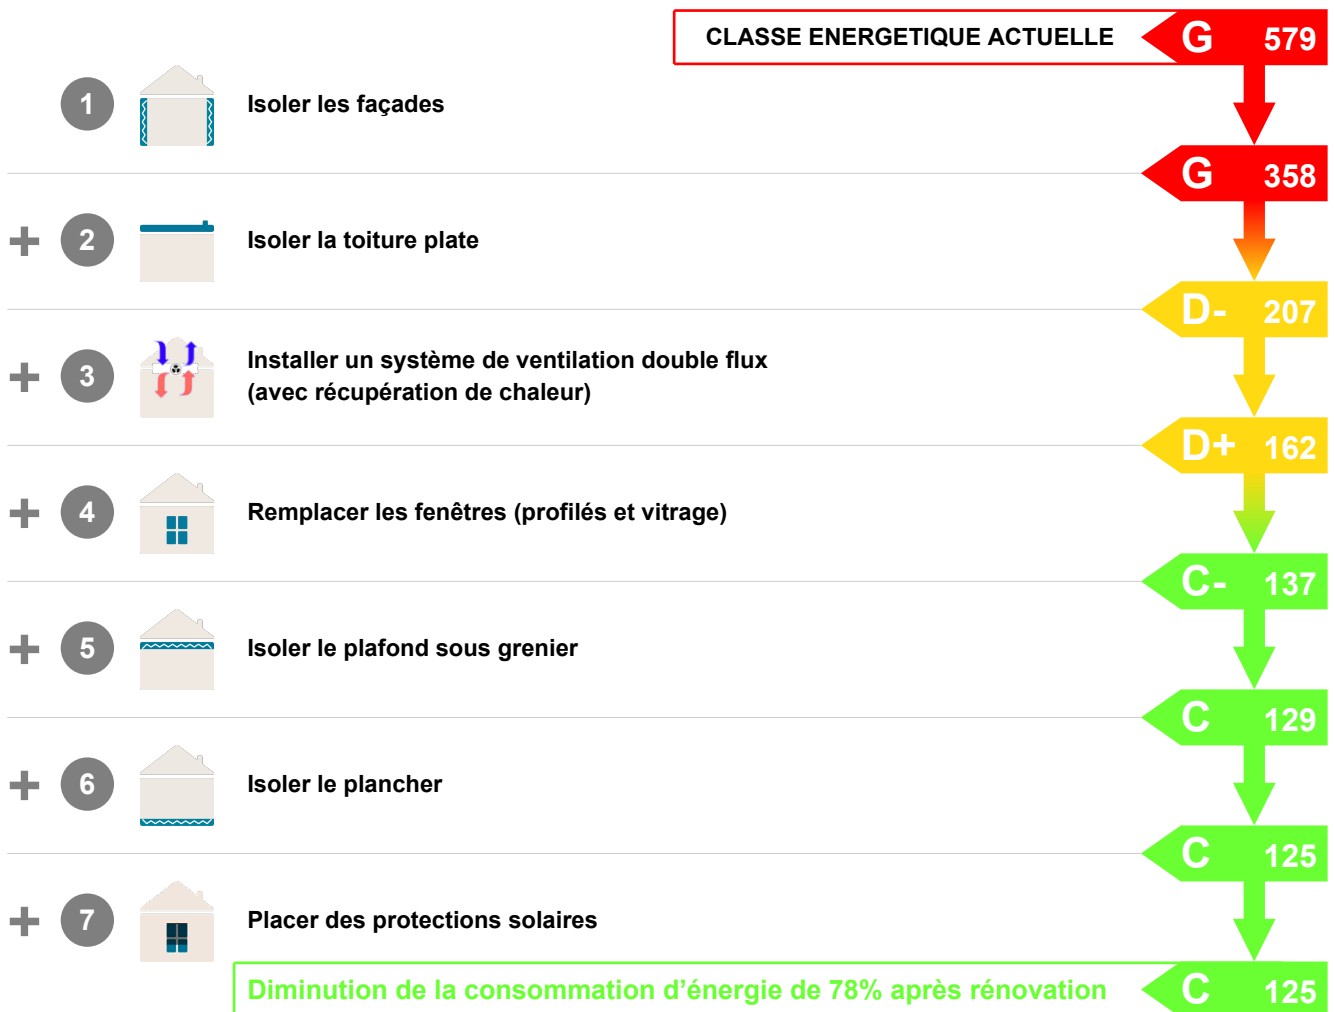 CLASSE ENERGETIQUE ACTUELLE G 579
1 Isoler les façades
G 358
+ 2 Isoler la toiture plate
D- 207
+ 3 Installer un système de ventilation double flux
(avec récupération de chaleur)
D+ 162
+ 4 Remplacer les fenêtres (profilés et vitrage)
C- 137
+ 5 Isoler le plafond sous grenier
C 129
+ 6 Isoler le plancher
C 125
+ 7 Placer des protections solaires
Diminution de la consommation d’énergie de 78% après rénovation C 125